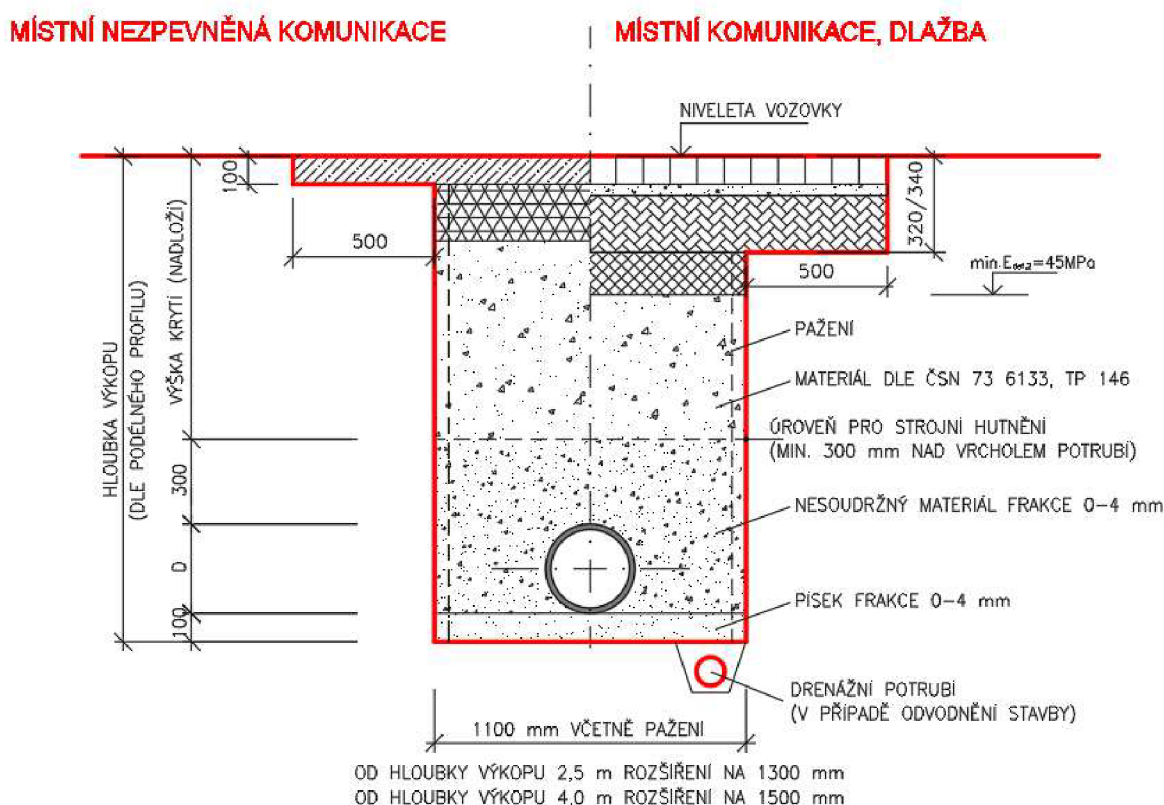 MÍSTNÍ NEZPEVNĚNÁ KOMUNIKACE
MÍSTNÍ KOMUNIKACE, DLAŽBA
NIVELETA VOZOVKY
100
500
320/340
500
min.Edef,2=45MPa
HLOUBKA VÝKOPU
(DLE PODÉLNÉHO PROFILU)
VÝŠKA KRYTÍ (NADLOŽÍ)
300
D
100
PAŽENÍ
MATERIÁL DLE ČSN 73 6133, TP 146
ÚROVEŇ PRO STROJNÍ HUTNĚNÍ
(MIN. 300 mm NAD VRCHOLEM POTRUBÍ)
NESOUDRŽNÝ MATERIÁL FRAKCE 0-4 mm
PÍSEK FRAKCE 0-4 mm
DRENÁŽNÍ POTRUBÍ
(V PŘÍPADĚ ODVODNĚNÍ STAVBY)
1100 mm VČETNĚ PAŽENÍ
OD HLOUBKY VÝKOPU 2,5 m ROZŠÍŘENÍ NA 1300 mm
OD HLOUBKY VÝKOPU 4,0 m ROZŠÍŘENÍ NA 1500 mm